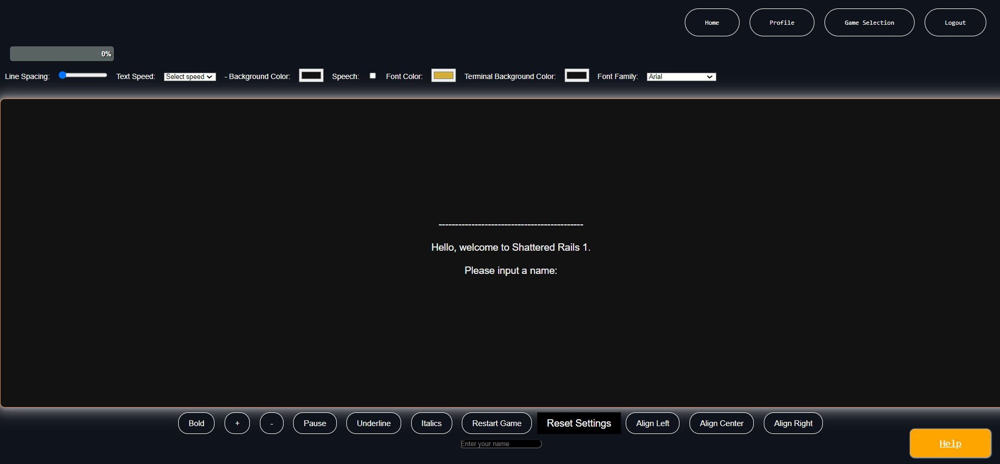 Home Profile Game Selection Logout
0%
Line Spacing: Text Speed: Select speed - Background Color: Speech: Font Color: Terminal Background Color: Font Family: Arial
--------------------------------------------
Hello, welcome to Shattered Rails 1.
Please input a name:
Bold + - Pause Underline Italics Restart Game Reset Settings Align Left Align Center Align Right
Enter your name
Help